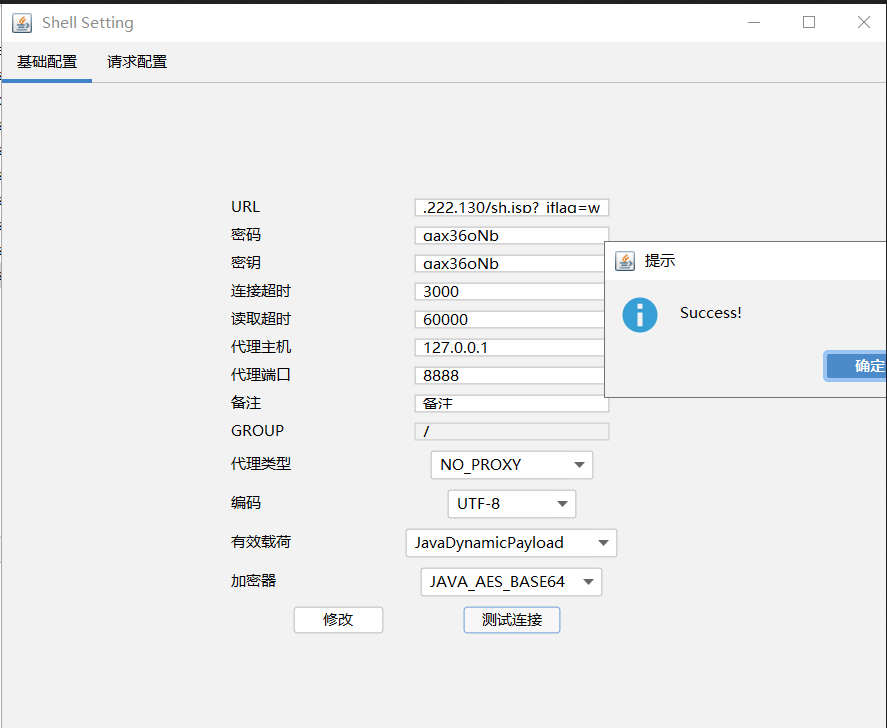 Shell Setting
基础配置 请求配置
URL .222.130/sh.jsp?_jflag=w
密码 gax36oNb
密钥 gax36oNb
连接超时 3000
读取超时 60000
代理主机 127.0.0.1
代理端口 8888
备注 备注
GROUP /
代理类型 NO_PROXY
编码 UTF-8
有效载荷 JavaDynamicPayload
加密器 JAVA_AES_BASE64
修改 测试连接
提示
Success!
确定